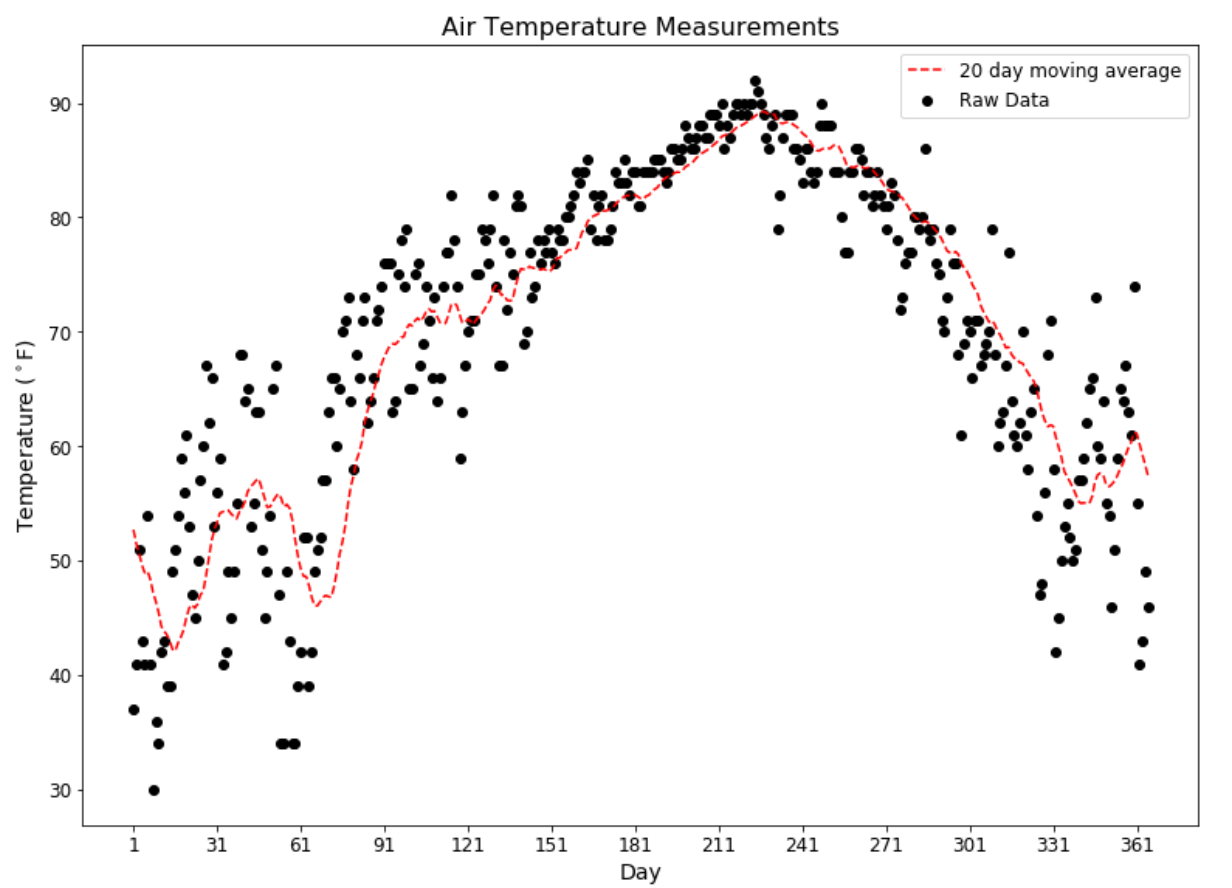 Air Temperature Measurements
20 day moving average
Raw Data
Temperature (°F)
90
80
70
60
50
40
30
1 31 61 91 121 151 181 211 241 271 301 331 361
Day